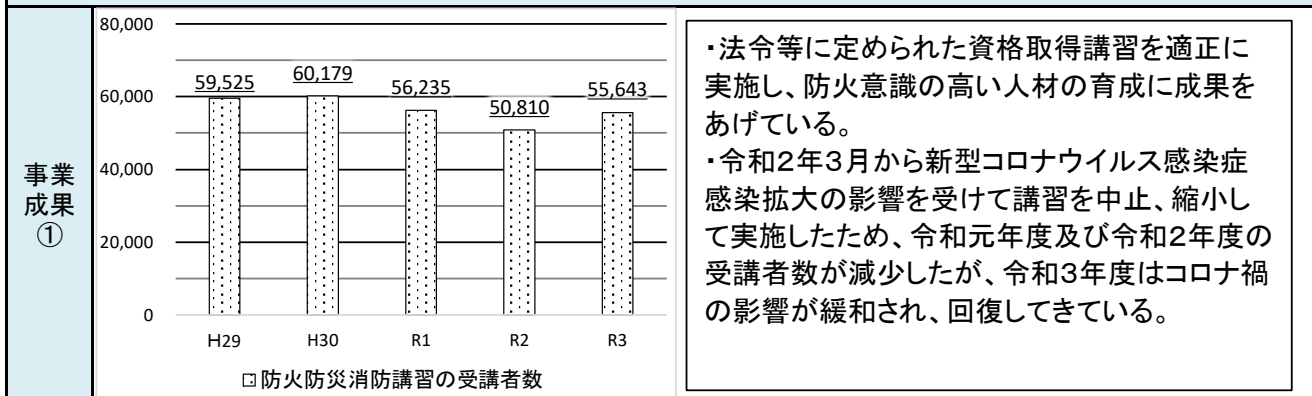 事業
成果
①
80,000
60,000
40,000
20,000
0
59,525
60,179
56,235
50,810
55,643
H29
H30
R1
R2
R3
防火防災消防講習の受講者数
・法令等に定められた資格取得講習を適正に
実施し、防火意識の高い人材の育成に成果を
あげている。
・令和2年3月から新型コロナウイルス感染症
感染拡大の影響を受けて講習を中止、縮小し
て実施したため、令和元年度及び令和2年度の
受講者数が減少したが、令和3年度はコロナ禍
の影響が緩和され、回復してきている。